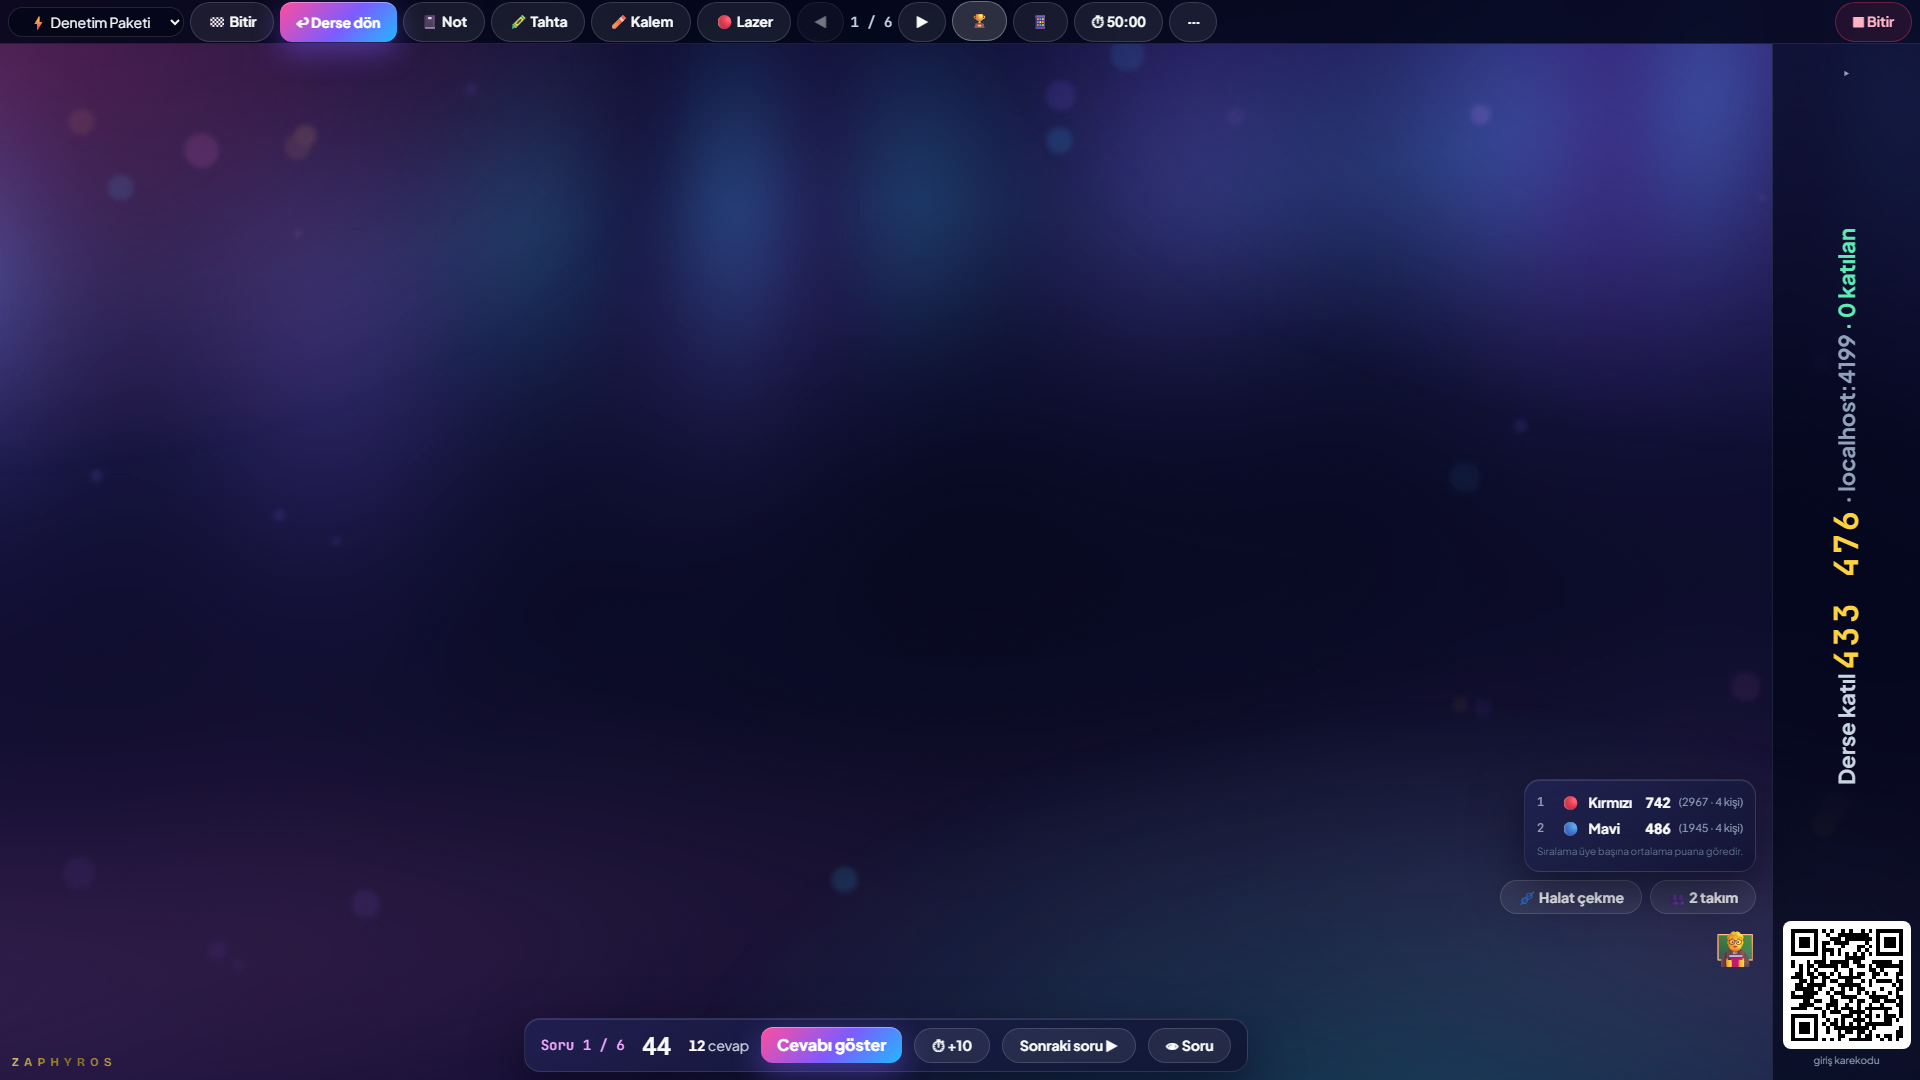 Denetim Paketi
Bitir
Derse dön
Not
Tahta
Kalem
Lazer
1 / 6
50:00
Bitir
Derse katıl 433 476 · localhost:4199 · 0 katılan
1 Kırmızı 742 (2967 · 4 kişi)
2 Mavi 486 (1945 · 4 kişi)
Sıralama üye başına ortalama puana göredir.
Halat çekme
2 takım
giriş karekodu
Soru 1 / 6
44
12 cevap
Cevabı göster
+10
Sonraki soru
Soru
ZAPHYROS